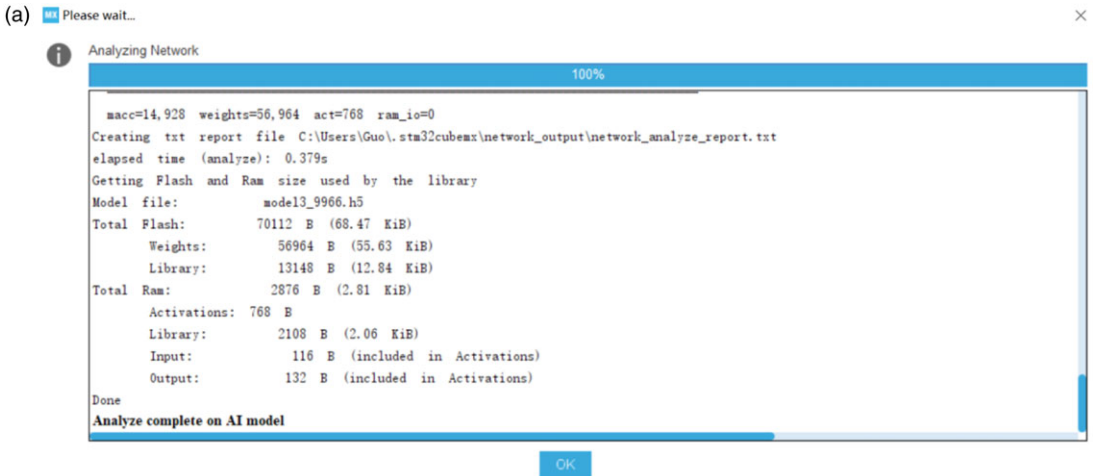 (a) MX Please wait...
Analyzing Network
100%
macc=14,928 weights=56,964 act=768 ram_io=0
Creating txt report file C:\Users\Guo\.stm32cubemx\network_output\network_analyze_report.txt
elapsed time (analyze): 0.379s
Getting Flash and Ram size used by the library
Model file: model3_9966.h5
Total Flash: 70112 B (68.47 KiB)
Weights: 56964 B (55.63 KiB)
Library: 13148 B (12.84 KiB)
Total Ram: 2876 B (2.81 KiB)
Activations: 768 B
Library: 2108 B (2.06 KiB)
Input: 116 B (included in Activations)
Output: 132 B (included in Activations)
Done
Analyze complete on AI model
OK